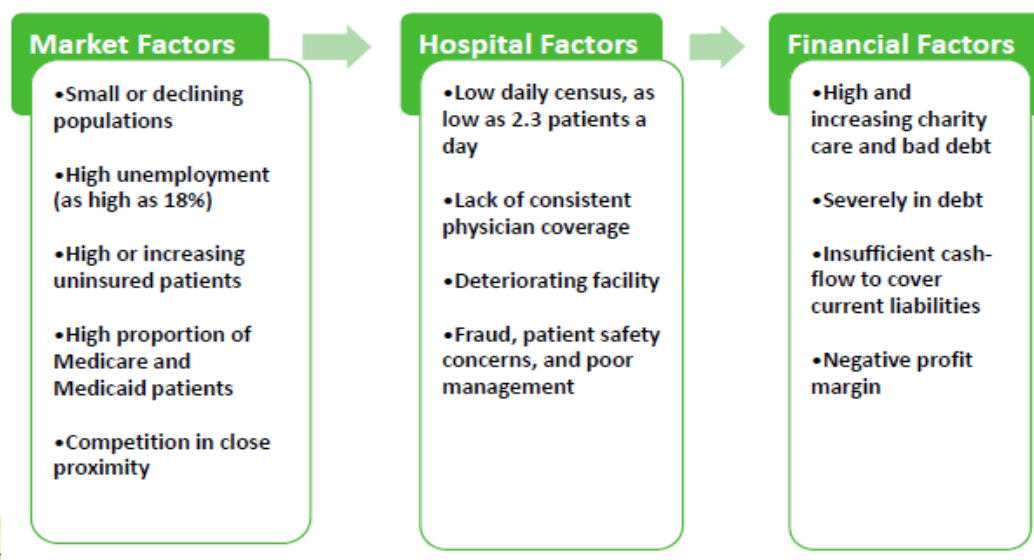 Market Factors
•Small or declining
populations
•High unemployment
(as high as 18%)
•High or increasing
uninsured patients
•High proportion of
Medicare and
Medicaid patients
•Competition in close
proximity
Hospital Factors
•Low daily census, as
low as 2.3 patients a
day
•Lack of consistent
physician coverage
•Deteriorating facility
•Fraud, patient safety
concerns, and poor
management
Financial Factors
•High and
increasing charity
care and bad debt
•Severely in debt
•Insufficient cash-
flow to cover
current liabilities
•Negative profit
margin